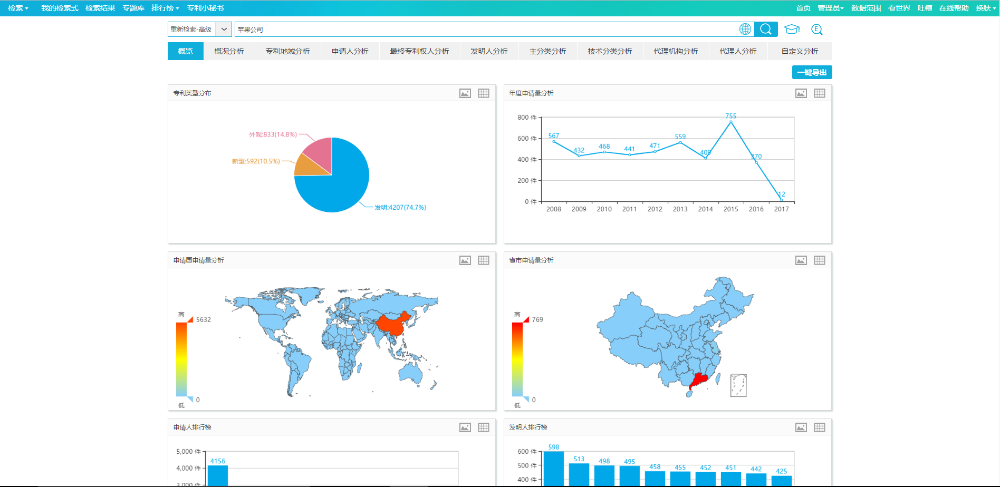 检索 我的检索式 检索结果 专题库 排行榜 专利小秘书 首页 管理员 数据范围 看世界 吐槽 在线帮助 换肤
重新检索-高级 苹果公司
概览 概况分析 专利地域分析 申请人分析 最终专利权人分析 发明人分析 主分类分析 技术分类分析 代理机构分析 代理人分析 自定义分析
一键导出
专利类型分布
外观:833(14.8%)
新型:592(10.5%)
发明:4207(74.7%)
年度申请量分析
800 件
600 件
400 件
200 件
0 件
567 432 468 441 471 559 409 755 370 12
2008 2009 2010 2011 2012 2013 2014 2015 2016 2017
申请国申请量分析
高
5632
0
低
省市申请量分析
高
769
0
低
申请人排行榜
5,000 件
4,000 件
3,000 件
4156
发明人排行榜
600 件
500 件
400 件
598 513 498 495 458 455 452 451 442 425